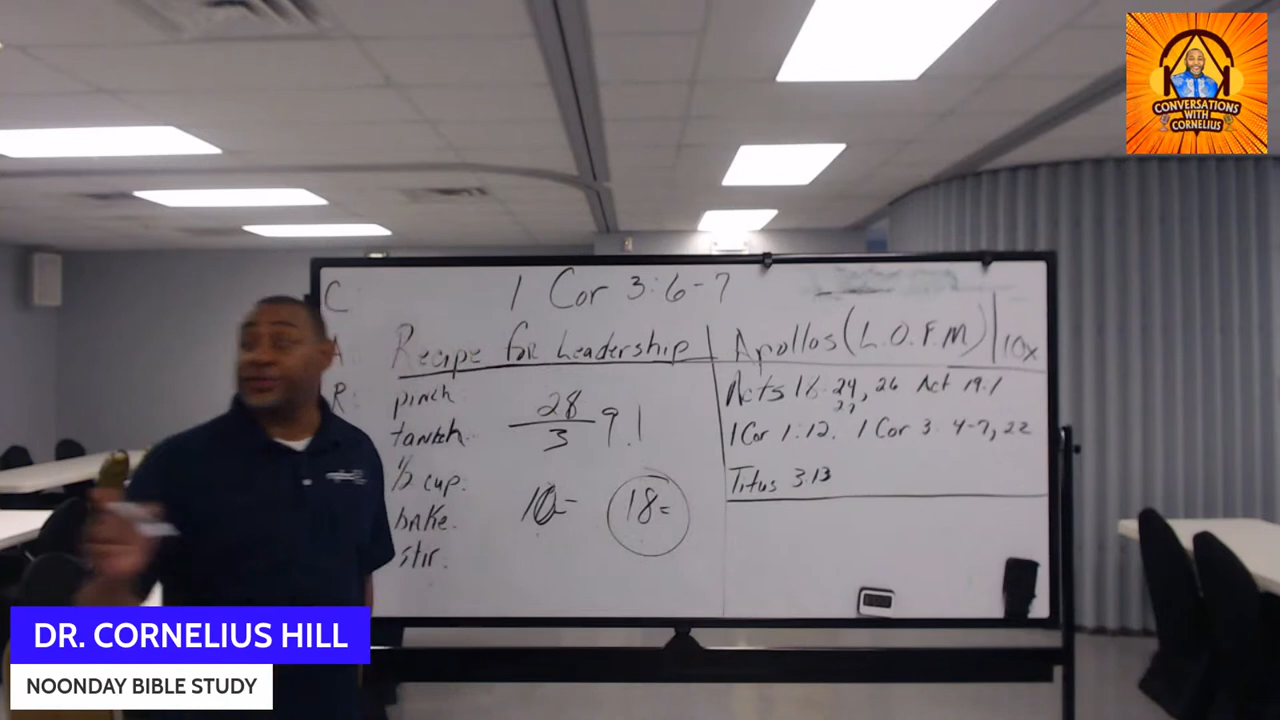 CONVERSATIONS
WITH
CORNELIUS
C
1 Cor 3:6-7
A
Recipe for Leadership
Apollos (L.O.F.M) 10x
R:
pinch
28
3
9.1
Acts 18 24, 26 Act 19.1
27
1 Cor 1:12. 1 Cor 3. 4-7, 22
Titus 3.13
1/2 cup.
bake.
stir.
10=
18=
DR. CORNELIUS HILL
NOONDAY BIBLE STUDY